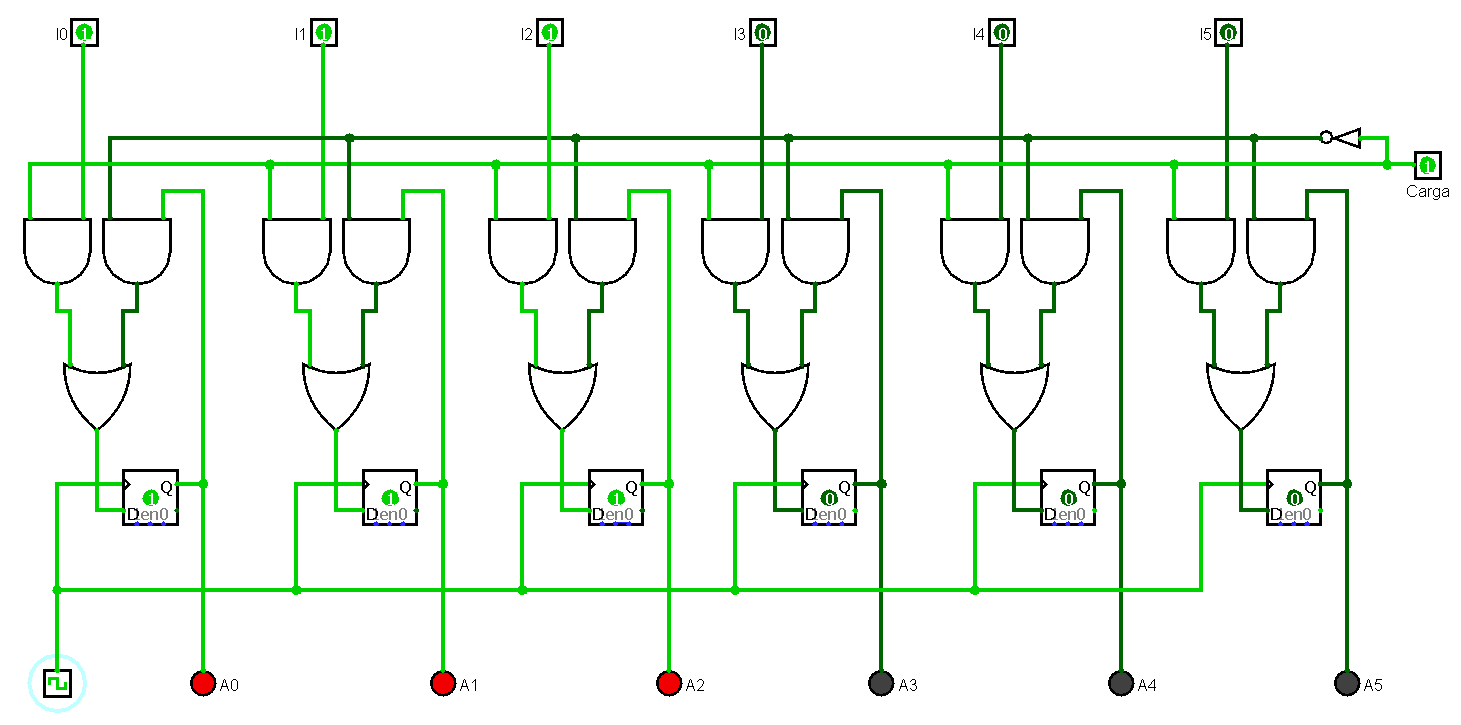 I0 1 I1 1 I2 1 I3 0 I4 0 I5 0
1
Carga
Q Q Q Q Q Q
1 1 1 0 0 0
D en0 D en0 D en0 D en0 D en0 D en0
A0 A1 A2 A3 A4 A5